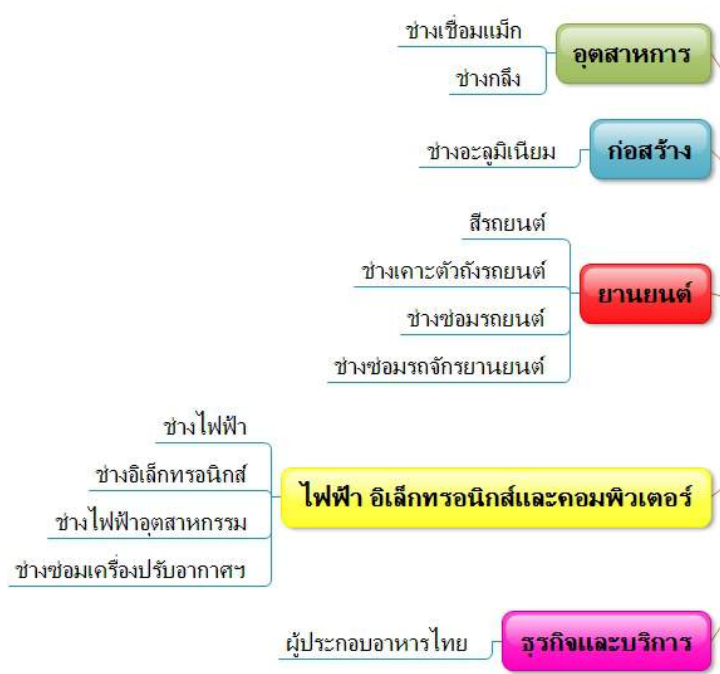 ช่างเชื่อมแม็ก
อุตสาหการ
ช่างกลึง
ช่างอะลูมิเนียม
ก่อสร้าง
สีรถยนต์
ช่างเคาะตัวถังรถยนต์
ยานยนต์
ช่างซ่อมรถยนต์
ช่างซ่อมรถจักรยานยนต์
ช่างไฟฟ้า
ช่างอิเล็กทรอนิกส์
ไฟฟ้า อิเล็กทรอนิกส์และคอมพิวเตอร์
ช่างไฟฟ้าอุตสาหกรรม
ช่างซ่อมเครื่องปรับอากาศฯ
ผู้ประกอบอาหารไทย
ธุรกิจและบริการ